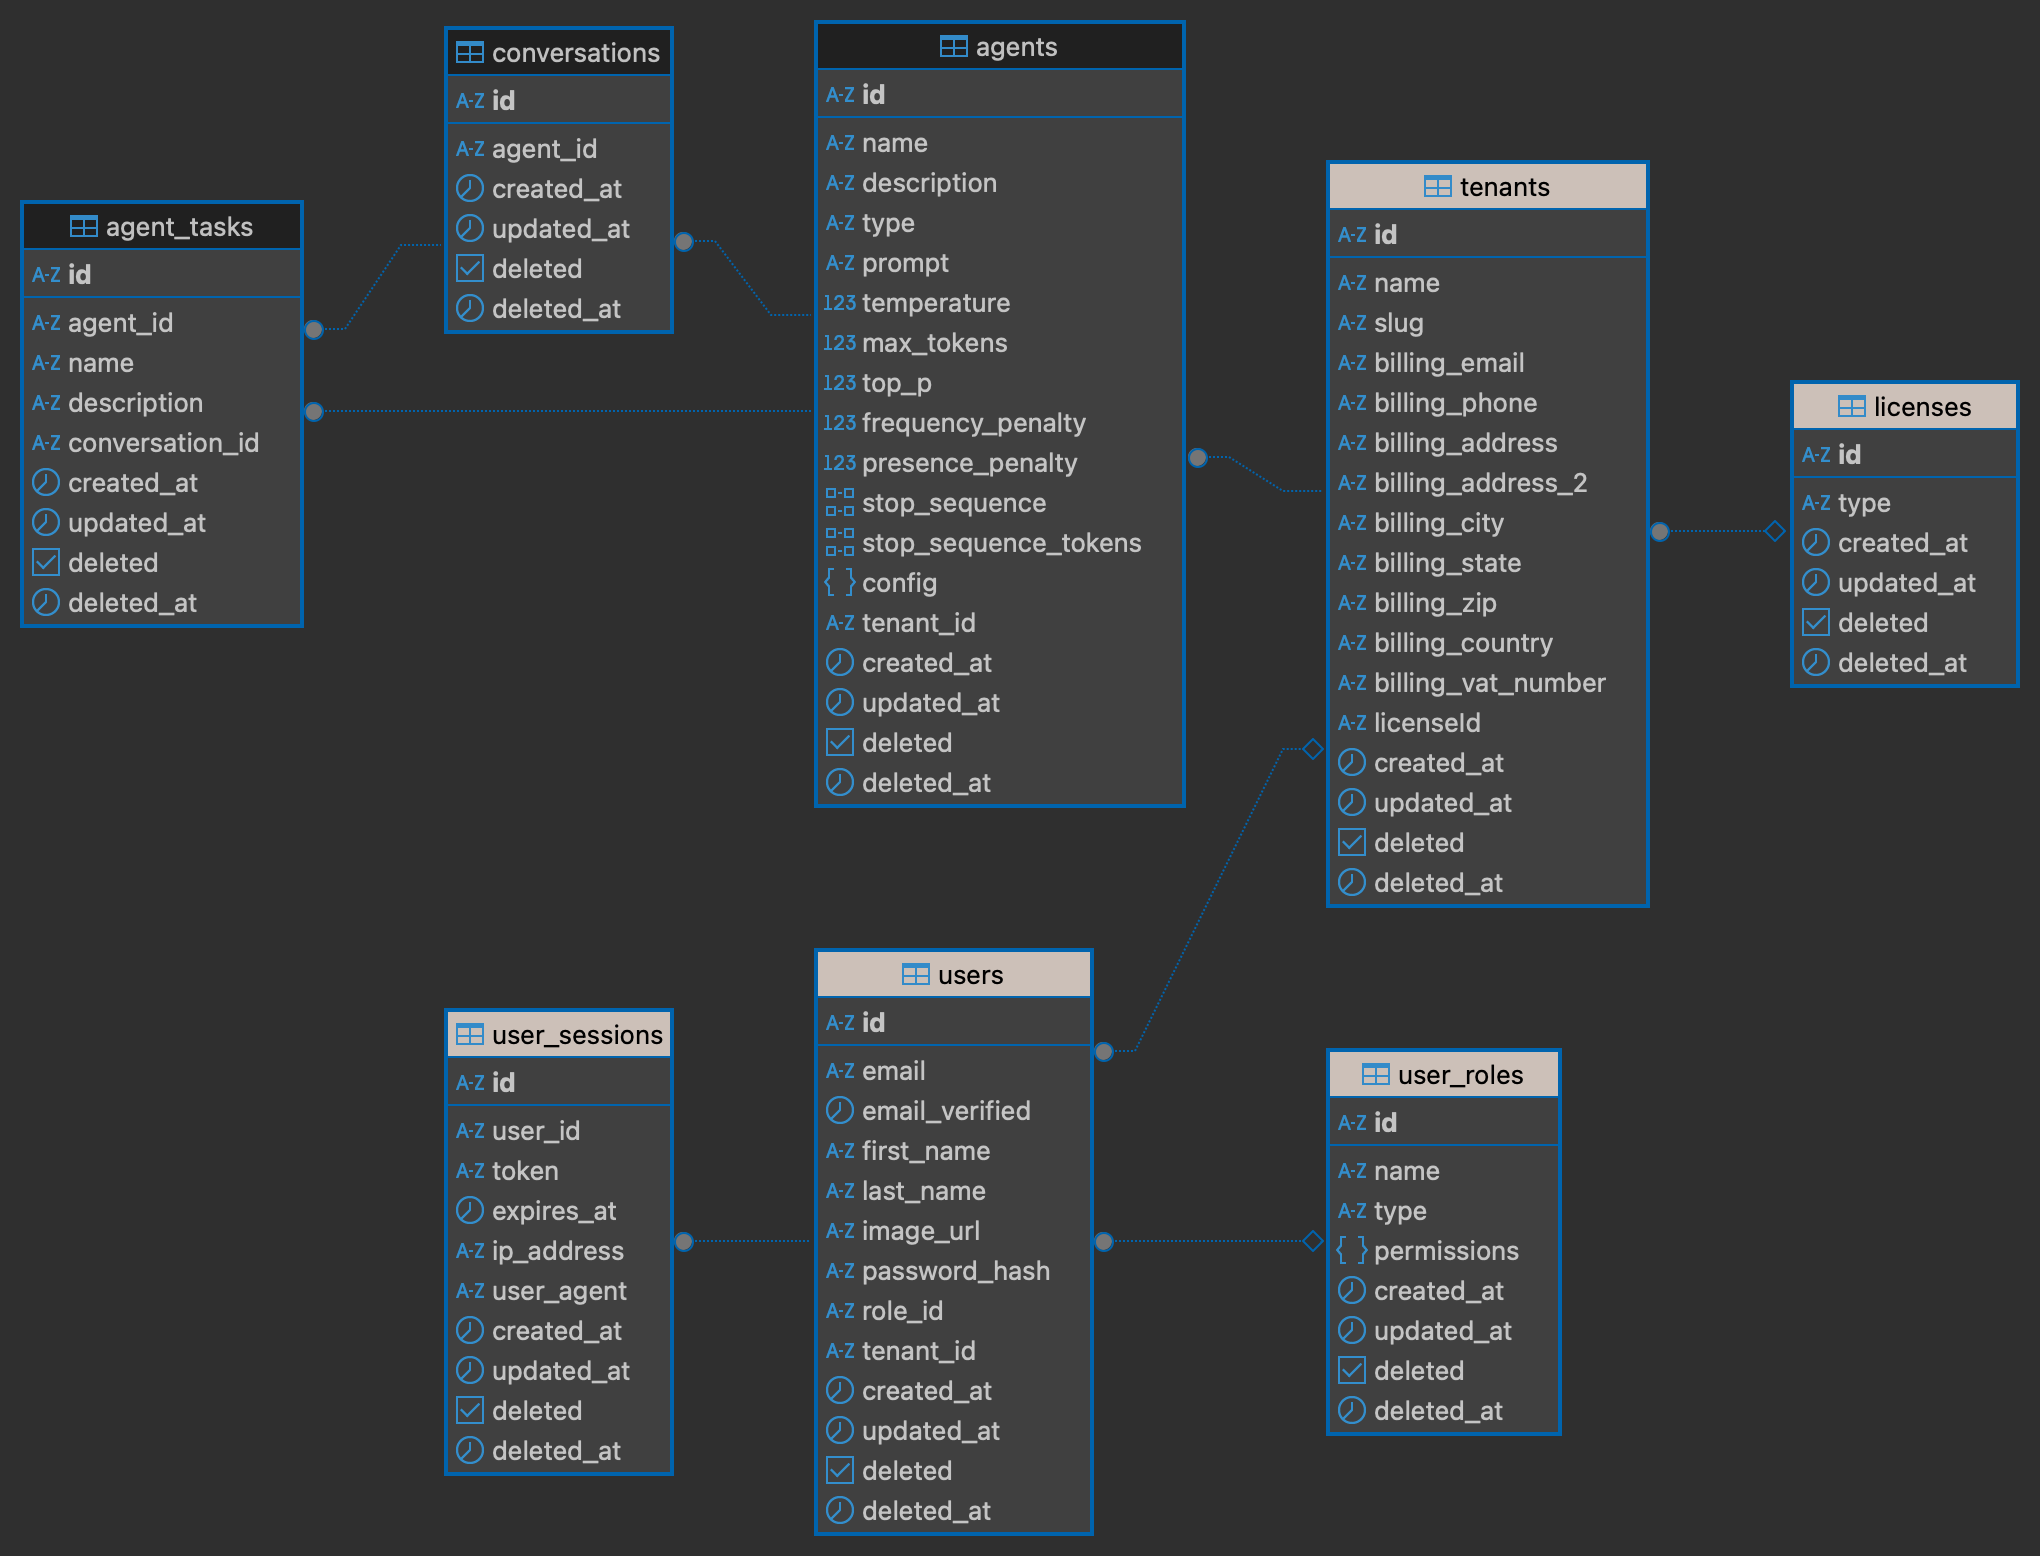 conversations
A-Z id
A-Z agent_id
created_at
updated_at
deleted
deleted_at
agents
A-Z id
A-Z name
A-Z description
A-Z type
A-Z prompt
123 temperature
123 max_tokens
123 top_p
123 frequency_penalty
123 presence_penalty
stop_sequence
stop_sequence_tokens
{ } config
A-Z tenant_id
created_at
updated_at
deleted
deleted_at
agent_tasks
A-Z id
A-Z agent_id
A-Z name
A-Z description
A-Z conversation_id
created_at
updated_at
deleted
deleted_at
tenants
A-Z id
A-Z name
A-Z slug
A-Z billing_email
A-Z billing_phone
A-Z billing_address
A-Z billing_address_2
A-Z billing_city
A-Z billing_state
A-Z billing_zip
A-Z billing_country
A-Z billing_vat_number
A-Z licenseId
created_at
updated_at
deleted
deleted_at
licenses
A-Z id
A-Z type
created_at
updated_at
deleted
deleted_at
user_sessions
A-Z id
A-Z user_id
A-Z token
expires_at
A-Z ip_address
A-Z user_agent
created_at
updated_at
deleted
deleted_at
users
A-Z id
A-Z email
email_verified
A-Z first_name
A-Z last_name
A-Z image_url
A-Z password_hash
A-Z role_id
A-Z tenant_id
created_at
updated_at
deleted
deleted_at
user_roles
A-Z id
A-Z name
A-Z type
{ } permissions
created_at
updated_at
deleted
deleted_at